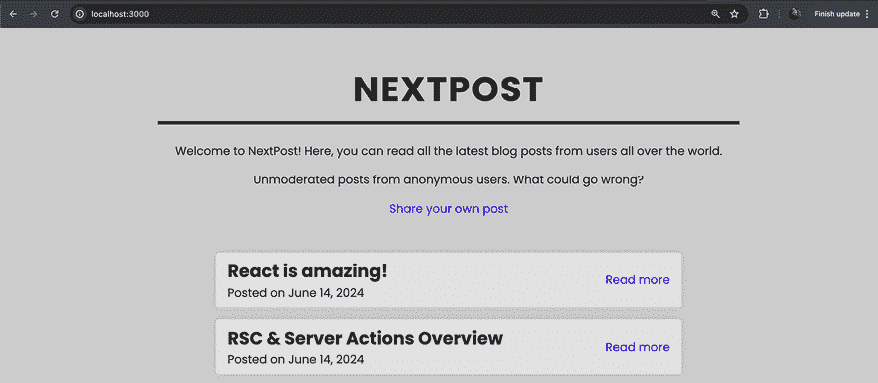 localhost:3000
Finish update
NEXTPOST
Welcome to NextPost! Here, you can read all the latest blog posts from users all over the world.
Unmoderated posts from anonymous users. What could go wrong?
Share your own post
React is amazing!
Posted on June 14, 2024
Read more
RSC & Server Actions Overview
Posted on June 14, 2024
Read more